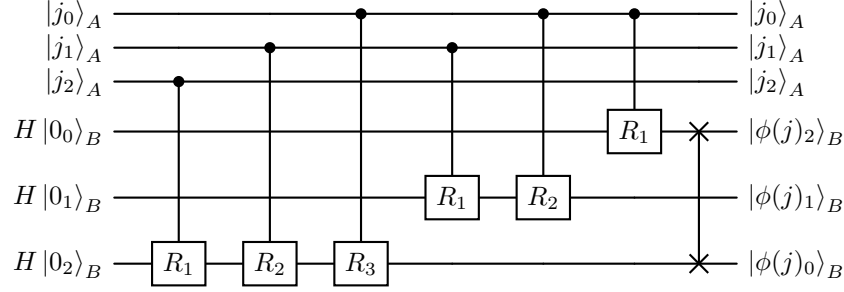 |j₀⟩_A |j₀⟩_A
|j₁⟩_A |j₁⟩_A
|j₂⟩_A |j₂⟩_A
H |0₀⟩_B R₁ |ϕ(j)₂⟩_B
H |0₁⟩_B R₁ R₂ |ϕ(j)₁⟩_B
H |0₂⟩_B R₁ R₂ R₃ |ϕ(j)₀⟩_B